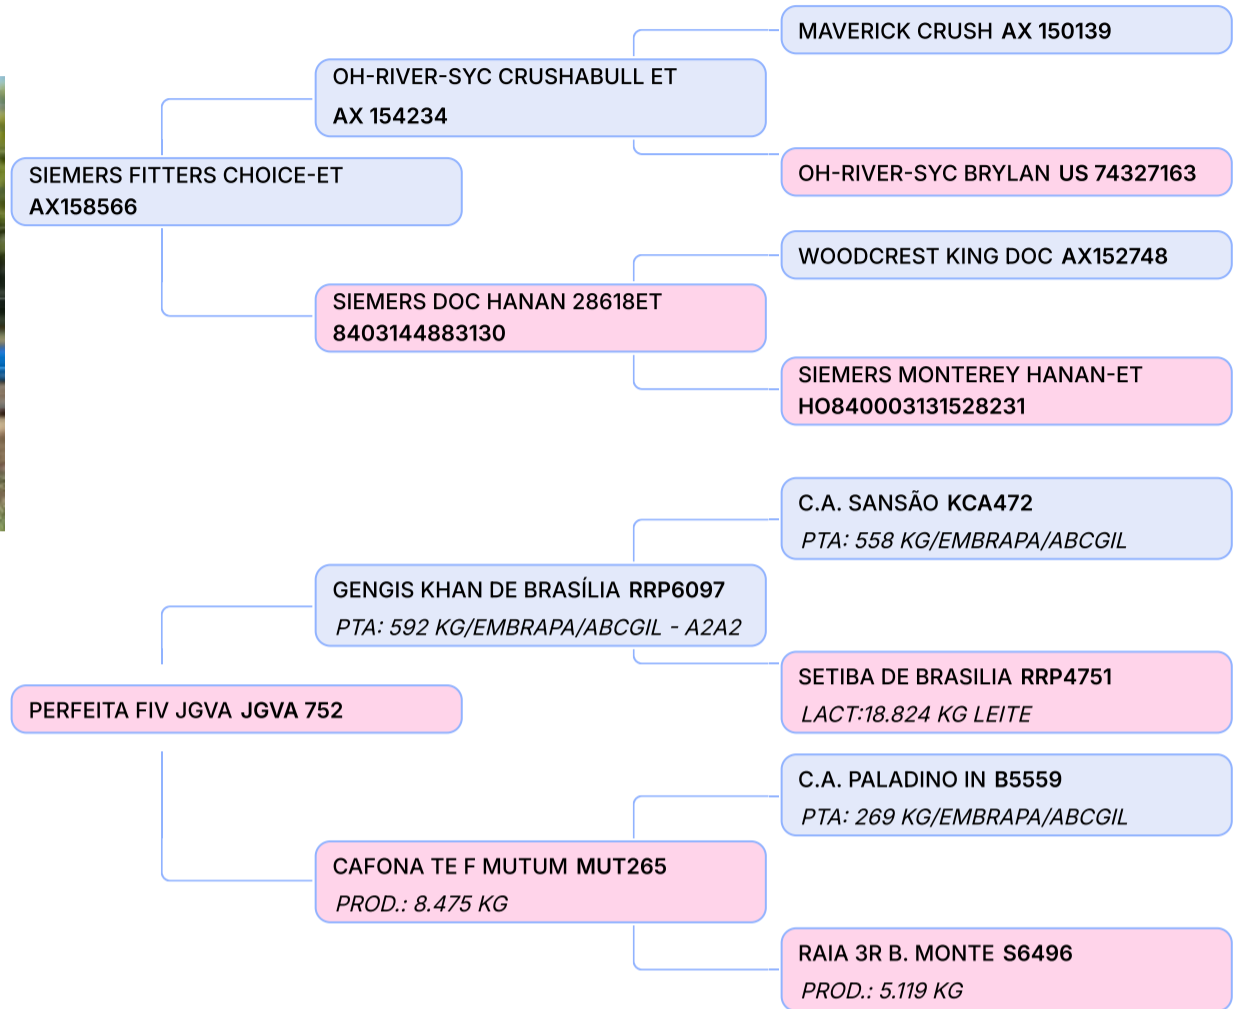 MAVERICK CRUSH AX 150139
OH-RIVER-SYC CRUSHABULL ET
AX 154234
OH-RIVER-SYC BRYLAN US 74327163
SIEMERS FITTERS CHOICE-ET
AX158566
WOODCREST KING DOC AX152748
SIEMERS DOC HANAN 28618ET
8403144883130
SIEMERS MONTEREY HANAN-ET
HO840003131528231
C.A. SANSÃO KCA472
PTA: 558 KG/EMBRAPA/ABCGIL
GENGIS KHAN DE BRASÍLIA RRP6097
PTA: 592 KG/EMBRAPA/ABCGIL - A2A2
SETIBA DE BRASILIA RRP4751
LACT:18.824 KG LEITE
PERFEITA FIV JGVA JGVA 752
C.A. PALADINO IN B5559
PTA: 269 KG/EMBRAPA/ABCGIL
CAFONA TE F MUTUM MUT265
PROD.: 8.475 KG
RAIA 3R B. MONTE S6496
PROD.: 5.119 KG